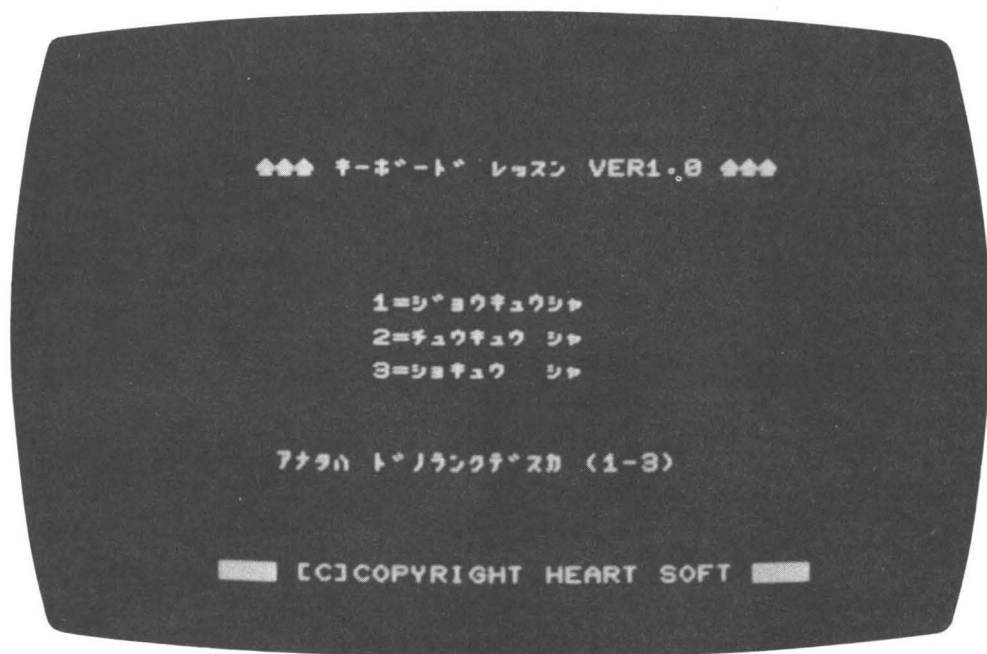 ♠♠♠ キーボード レッスン VER1.0 ♠♠♠
1=ジョウキュウシャ
2=チュウキュウ シャ
3=ショキュウ　シャ
アナタハ ドノランクデスカ (1-3)
[C]COPYRIGHT HEART SOFT